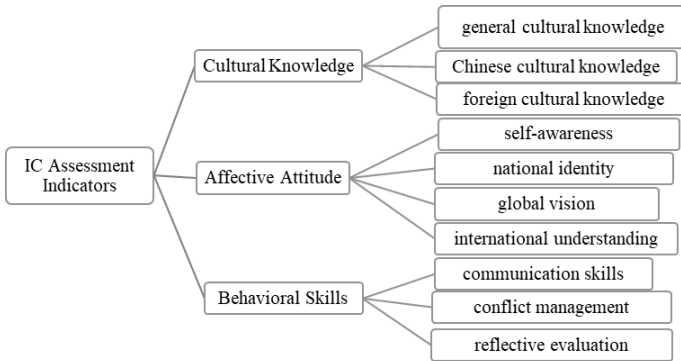 IC Assessment
Indicators
Cultural Knowledge
general cultural knowledge
Chinese cultural knowledge
foreign cultural knowledge
Affective Attitude
self-awareness
national identity
global vision
international understanding
Behavioral Skills
communication skills
conflict management
reflective evaluation